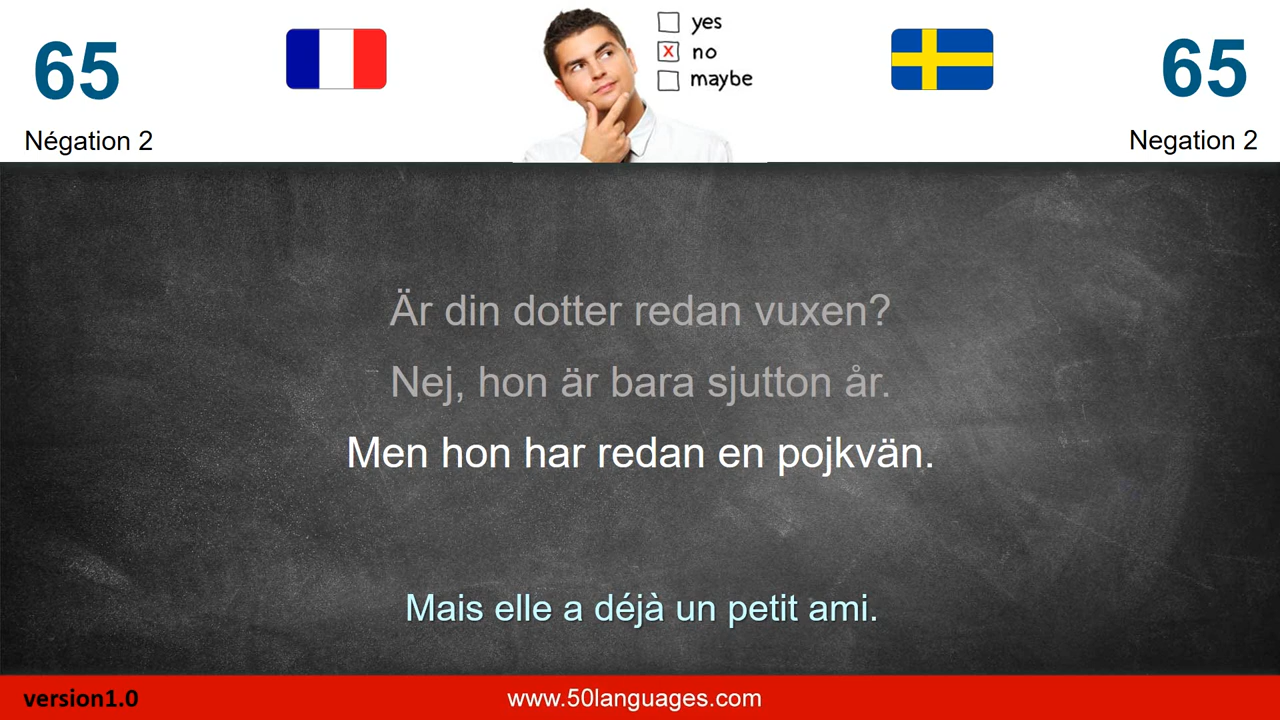 65
Négation 2
yes
x no
maybe
65
Negation 2
Är din dotter redan vuxen?
Nej, hon är bara sjutton år.
Men hon har redan en pojkvän.
Mais elle a déjà un petit ami.
version1.0
www.50languages.com